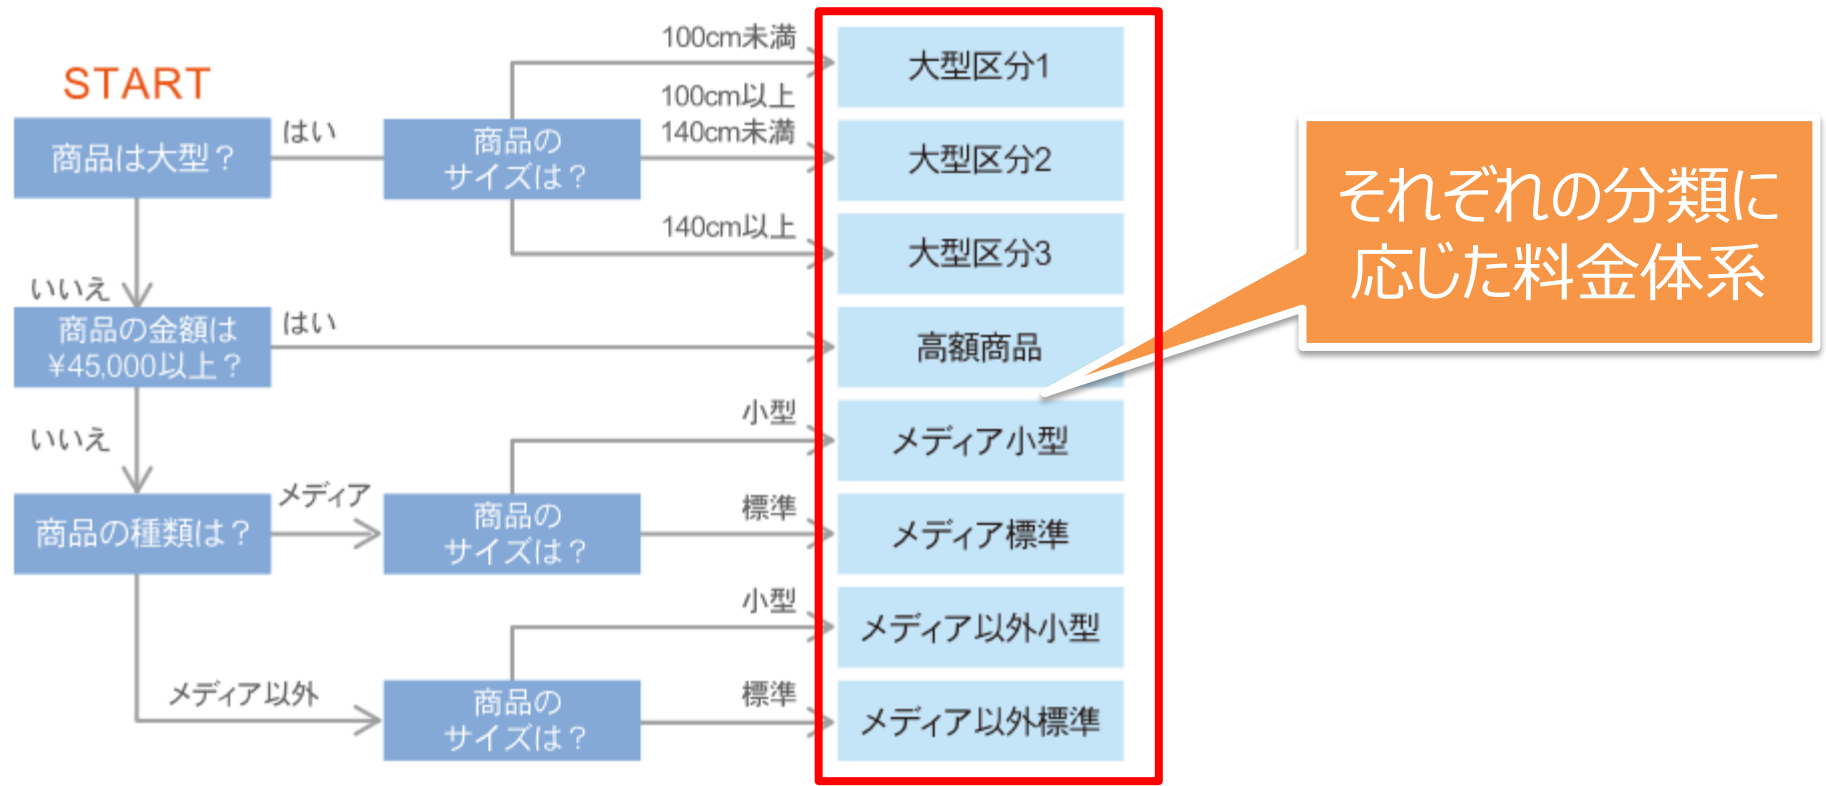 START
商品は大型？
はい
商品の
サイズは？
100cm未満
100cm以上
140cm未満
140cm以上
大型区分1
大型区分2
大型区分3
いいえ
商品の金額は
¥45,000以上？
はい
高額商品
いいえ
商品の種類は？
メディア
商品の
サイズは？
小型
標準
メディア小型
メディア標準
メディア以外
商品の
サイズは？
小型
標準
メディア以外小型
メディア以外標準
それぞれの分類に
応じた料金体系